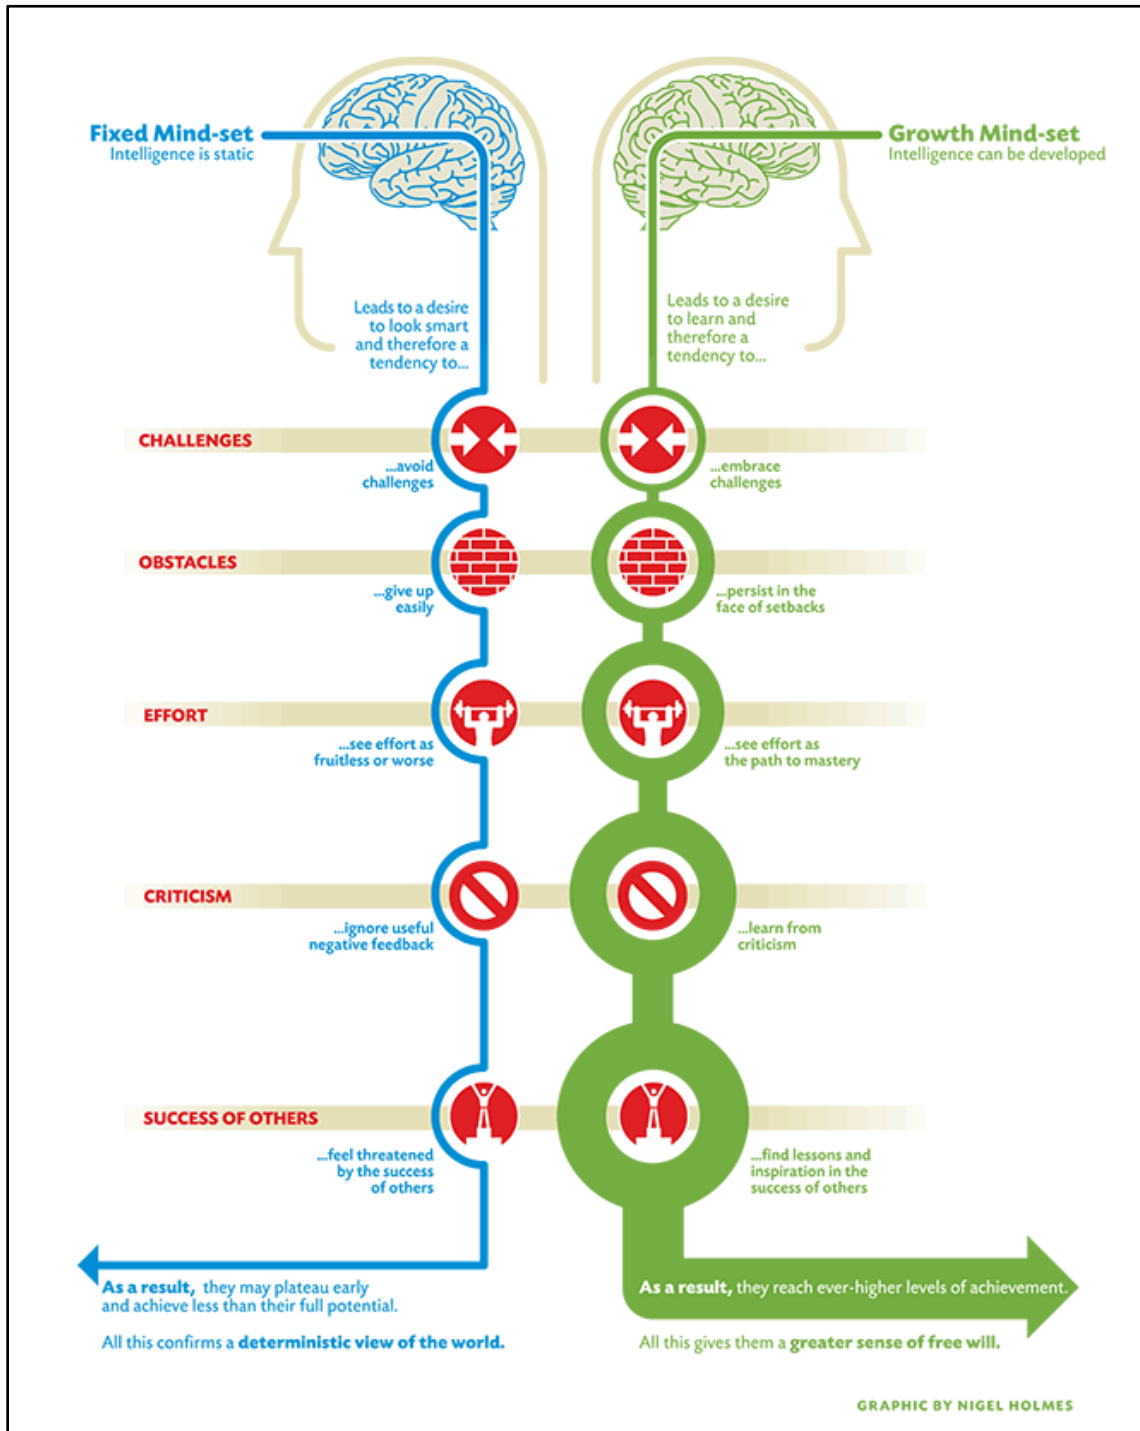 Fixed Mind-set
Intelligence is static
Growth Mind-set
Intelligence can be developed
Leads to a desire
to look smart
and therefore a
tendency to...
Leads to a desire
to learn and
therefore a
tendency to...
CHALLENGES
...avoid
challenges
...embrace
challenges
OBSTACLES
...give up
easily
...persist in the
face of setbacks
EFFORT
...see effort as
fruitless or worse
...see effort as
the path to mastery
CRITICISM
...ignore useful
negative feedback
...learn from
criticism
SUCCESS OF OTHERS
...feel threatened
by the success
of others
...find lessons and
inspiration in the
success of others
As a result, they may plateau early
and achieve less than their full potential.
All this confirms a deterministic view of the world.
As a result, they reach ever-higher levels of achievement.
All this gives them a greater sense of free will.
GRAPHIC BY NIGEL HOLMES